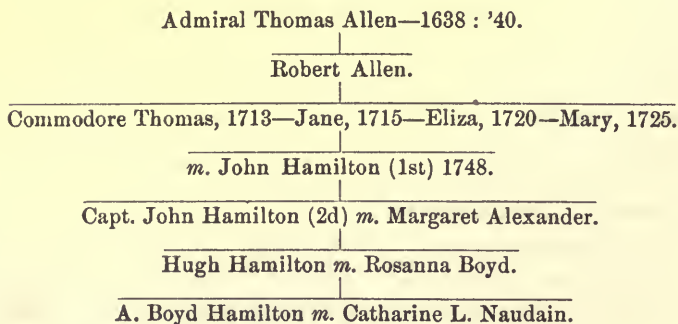 Admiral Thomas Allen—1638 : '40.
Robert Allen.
Commodore Thomas, 1713—Jane, 1715—Eliza, 1720—Mary, 1725.
m. John Hamilton (1st) 1748.
Capt. John Hamilton (2d) m. Margaret Alexander.
Hugh Hamilton m. Rosanna Boyd.
A. Boyd Hamilton m. Catharine L. Naudain.